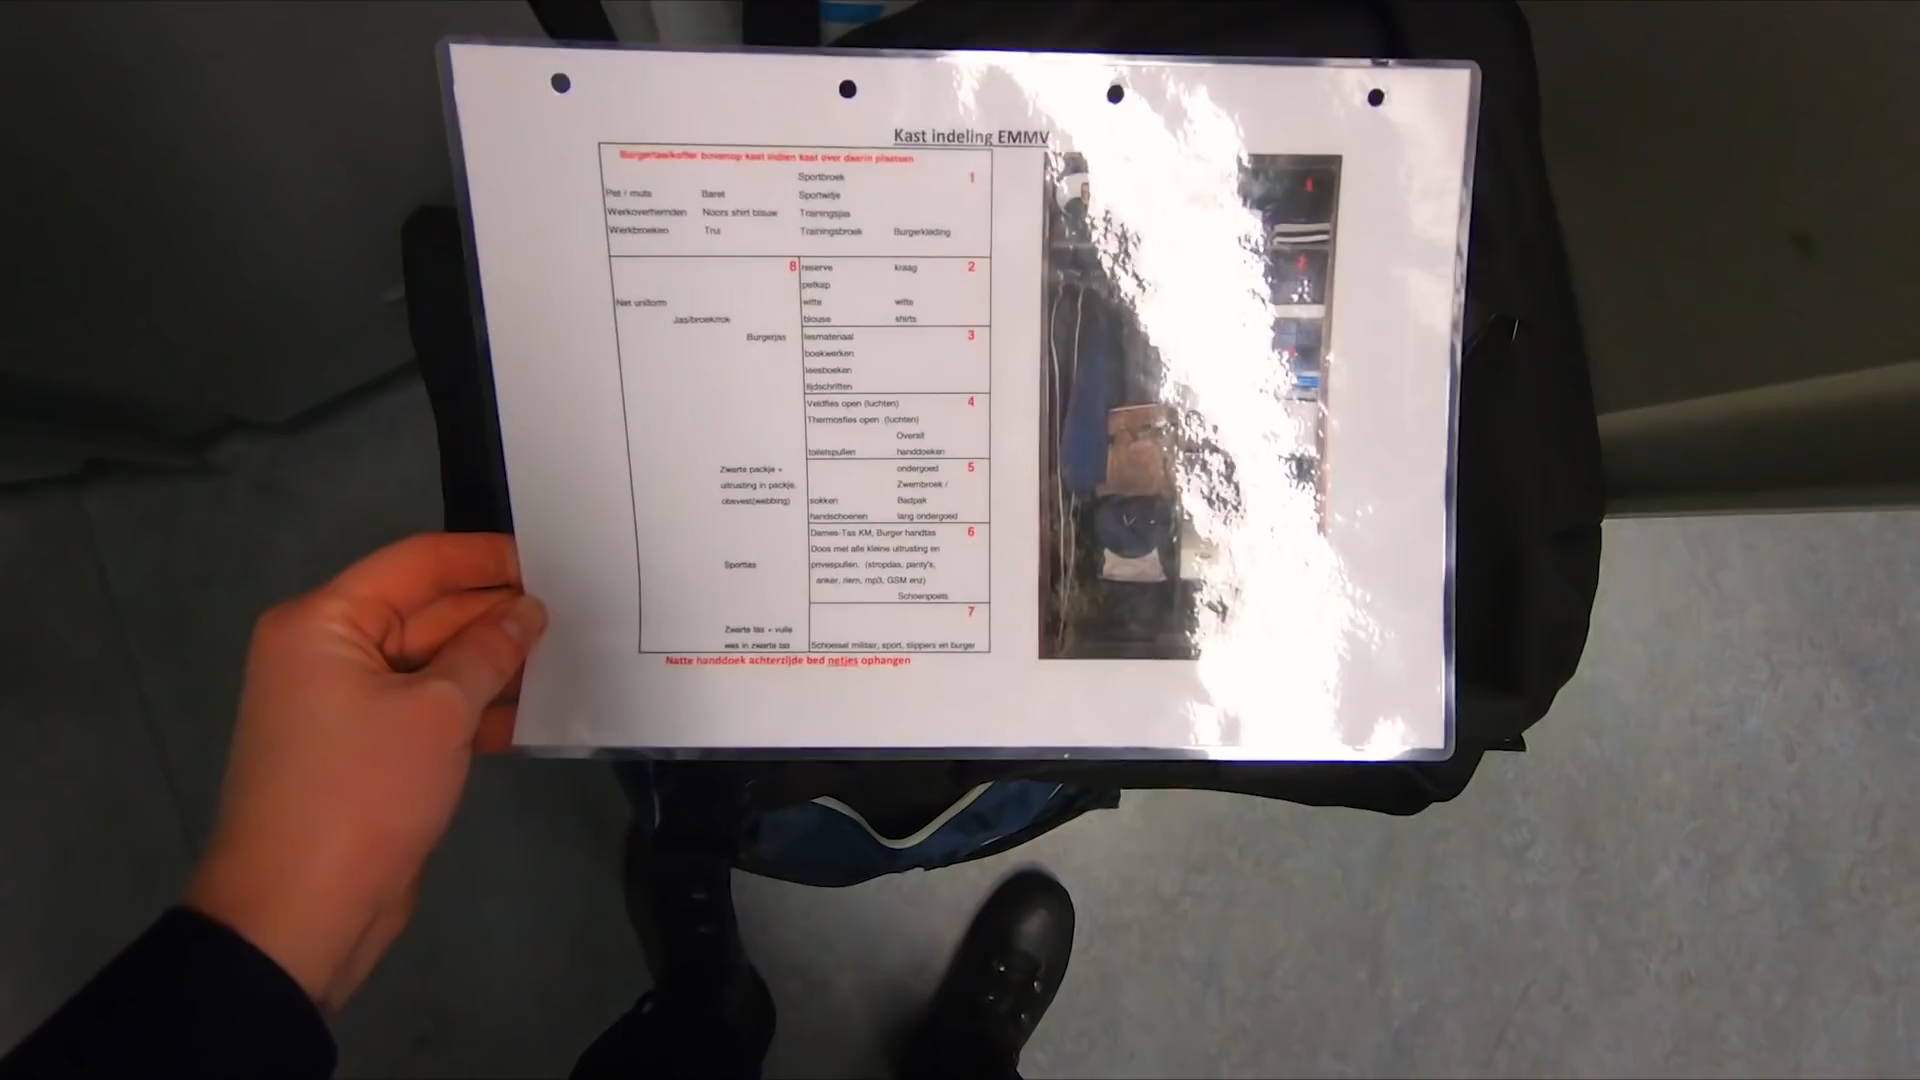 Kast indeling EMMV
Burgertas/koffer bovenop kast indien kast over daarin plaatsen
Sportbroek 1
Pet / muts Baret Sportwitje
Werkoverhemden Noors shirt blauw Trainingsjas
Werkbroeken Trui Trainingsbroek Burgerkleding
8 reserve kraag 2
petkap
Net uniform witte witte
Jas/broek/rok blouse shirts
Burgerjas lesmateriaal 3
boekwerken
leesboeken
tijdschriften
Veldfles open (luchten) 4
Thermosfles open (luchten)
Overall
toiletspullen handdoeken
Zwarte packje + ondergoed 5
uitrusting in packje, Zwembroek /
obsvest(webbing) sokken Badpak
handschoenen lang ondergoed
Dames-Tas KM, Burger handtas 6
Doos met alle kleine uitrusting en
Sporttas privespullen. (stropdas, panty's,
anker, riem, mp3, GSM enz)
Schoenpoets
7
Zwarte tas + vuile
was in zwarte tas Schoeisel militair, sport, slippers en burger
Natte handdoek achterzijde bed netjes ophangen
1
2